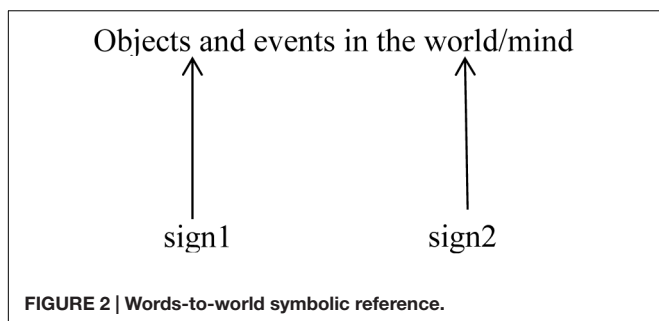 Objects and events in the world/mind
sign1 sign2
FIGURE 2 | Words-to-world symbolic reference.